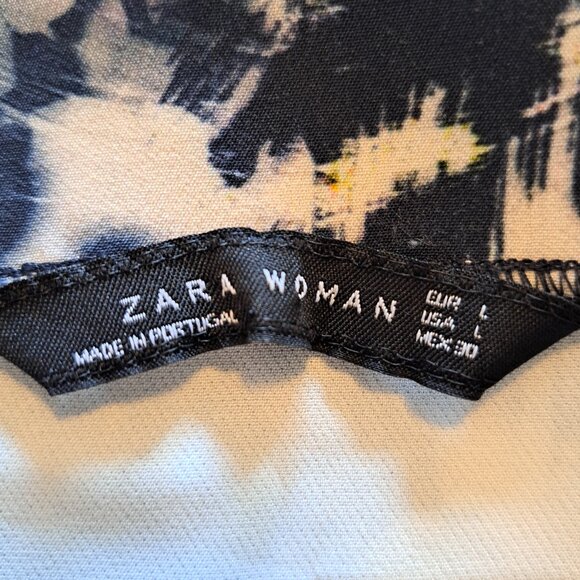 ZARA WOMAN
MADE IN PORTUGAL
EUR L
USA L
MEX 30